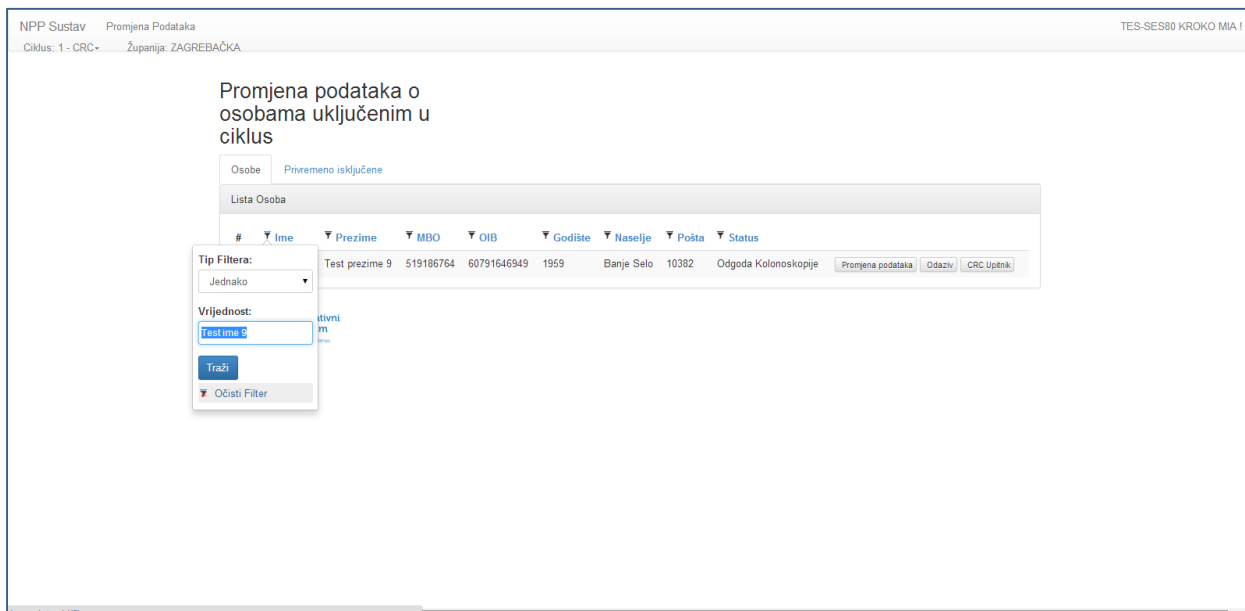 NPP Sustav Promjena Podataka TES-SES80 KROKO MIA !
Ciklus: 1 - CRC Županija: ZAGREBAČKA
Promjena podataka o
osobama uključenim u
ciklus
Osobe Privremeno isključene
Lista Osoba
# Ime Prezime MBO OIB Godište Naselje Pošta Status
Test prezime 9 519186764 60791646949 1959 Banje Selo 10382 Odgoda Kolonoskopije Promjena podataka Odaziv CRC Upitnik
Tip Filtera:
Jednako
Vrijednost:
Test ime 9
Traži
Očisti Filter